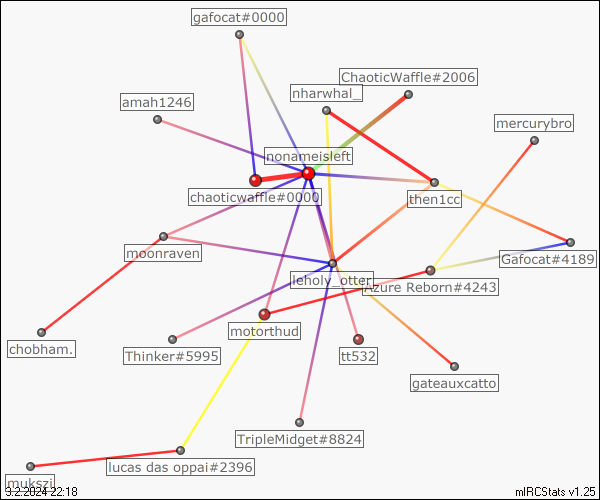 gafocat#0000
ChaoticWaffle#2006
nharwhal_
amah1246
mercurybro
nonameisleft
chaoticwaffle#0000
then1cc
moonraven
Gafocat#4189
leholy_otter
Azure Reborn#4243
motorthud
chobham.
Thinker#5995
tt532
gateauxcatto
TripleMidget#8824
lucas das oppai#2396
mukszi
3.2.2024 22:18
mIRCStats v1.25